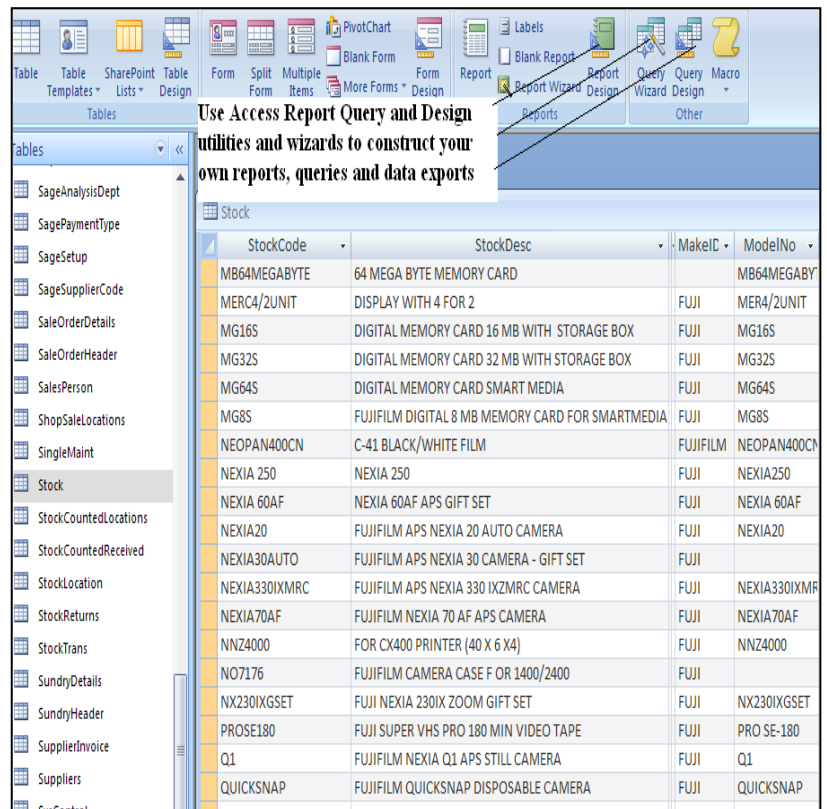 PivotChart
Labels
Blank Form
Blank Report
Table
Table Templates
SharePoint Lists
Table Design
Form
Split Form
Multiple Items
More Forms
Form Design
Report
Report Wizard
Report Design
Query Wizard
Query Design
Macro
Tables
Reports
Other
Use Access Report Query and Design
utilities and wizards to construct your
own reports, queries and data exports
Tables
SageAnalysisDept
SagePaymentType
SageSetup
SageSupplierCode
SaleOrderDetails
SaleOrderHeader
SalesPerson
ShopSaleLocations
SingleMaint
Stock
StockCountedLocations
StockCountedReceived
StockLocation
StockReturns
StockTrans
SundryDetails
SundryHeader
SupplierInvoice
Suppliers
Stock
StockCode StockDesc MakeID ModelNo
MB64MEGABYTE 64 MEGA BYTE MEMORY CARD MB64MEGABY
MERC4/2UNIT DISPLAY WITH 4 FOR 2 FUJI MER4/2UNIT
MG16S DIGITAL MEMORY CARD 16 MB WITH STORAGE BOX FUJI MG16S
MG32S DIGITAL MEMORY CARD 32 MB WITH STORAGE BOX FUJI MG32S
MG64S DIGITAL MEMORY CARD SMART MEDIA FUJI MG64S
MG8S FUJIFILM DIGITAL 8 MB MEMORY CARD FOR SMARTMEDIA FUJI MG8S
NEOPAN400CN C-41 BLACK/WHITE FILM FUJIFILM NEOPAN400CN
NEXIA 250 NEXIA 250 FUJI NEXIA250
NEXIA 60AF NEXIA 60AF APS GIFT SET FUJI NEXIA 60AF
NEXIA20 FUJIFILM APS NEXIA 20 AUTO CAMERA FUJI NEXIA20
NEXIA30AUTO FUJIFILM APS NEXIA 30 CAMERA - GIFT SET FUJI
NEXIA330IXMRC FUJIFILM APS NEXIA 330 IXZMRC CAMERA FUJI NEXIA330IXMR
NEXIA70AF FUJIFILM NEXIA 70 AF APS CAMERA FUJI NEXIA70AF
NNZ4000 FOR CX400 PRINTER (40 X 6 X4) FUJI NNZ4000
NO7176 FUJIFILM CAMERA CASE F OR 1400/2400 FUJI
NX230IXGSET FUJI NEXIA 230IX ZOOM GIFT SET FUJI NX230IXGSET
PROSE180 FUJI SUPER VHS PRO 180 MIN VIDEO TAPE FUJI PRO SE-180
Q1 FUJIFILM NEXIA Q1 APS STILL CAMERA FUJI Q1
QUICKSNAP FUJIFILM QUICKSNAP DISPOSABLE CAMERA FUJI QUICKSNAP